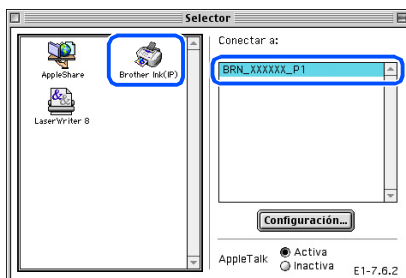 Selector
AppleShare
Brother Ink(IP)
LaserWriter 8
Conectar a:
BRN_XXXXXX_P1
Configuración...
AppleTalk
Activa
Inactiva
E1-7.6.2